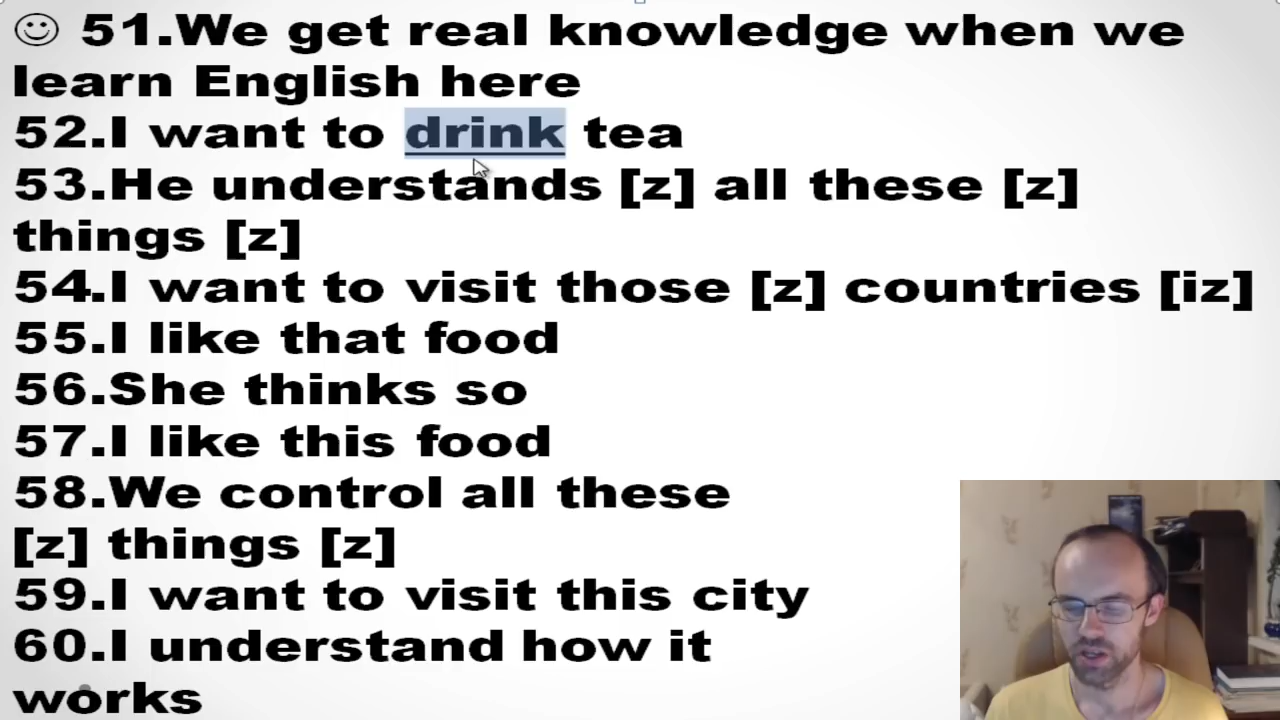 ☺ 51.We get real knowledge when we
learn English here
52.I want to drink tea
53.He understands [z] all these [z]
things [z]
54.I want to visit those [z] countries [iz]
55.I like that food
56.She thinks so
57.I like this food
58.We control all these
[z] things [z]
59.I want to visit this city
60.I understand how it
works